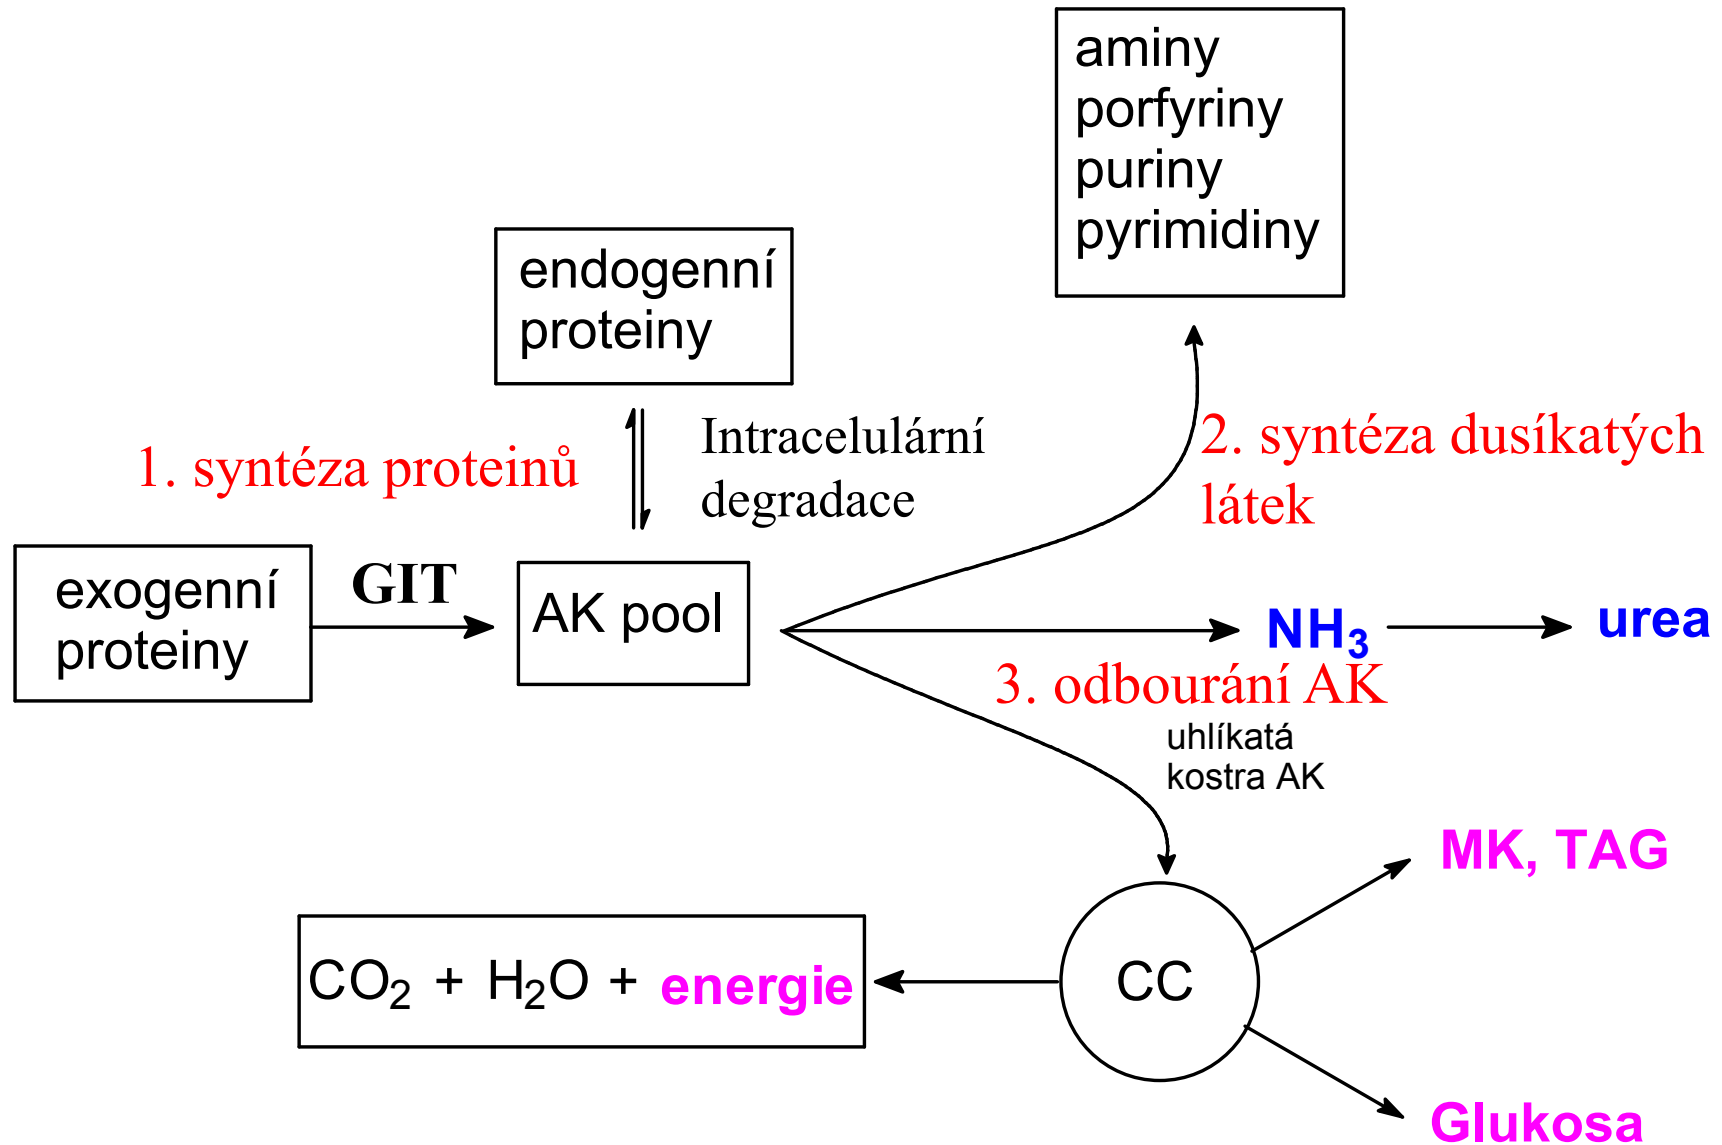 aminy
porfyriny
puriny
pyrimidiny
endogenní
proteiny
1. syntéza proteinů
Intracelulární
degradace
2. syntéza dusíkatých
látek
exogenní
proteiny
GIT
AK pool
NH₃
urea
3. odbourání AK
uhlíkatá
kostra AK
MK, TAG
CO₂ + H₂O + energie
CC
Glukosa